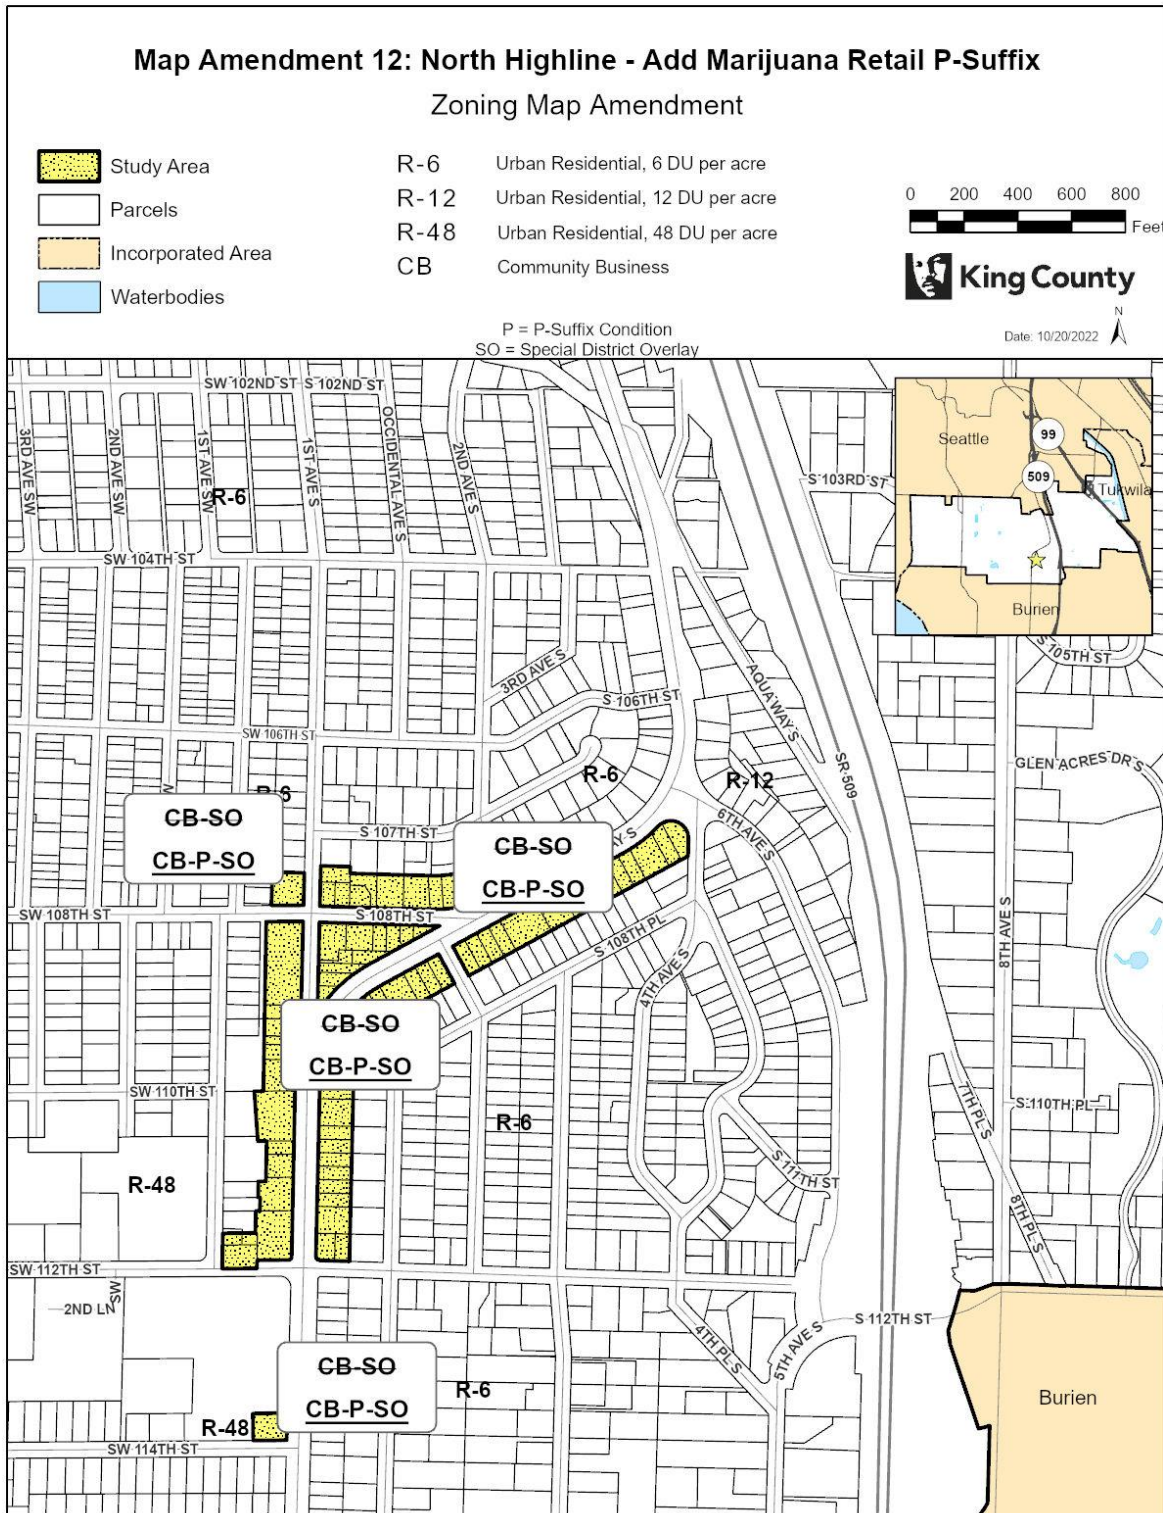 Map Amendment 12: North Highline - Add Marijuana Retail P-Suffix
Zoning Map Amendment
Study Area
Parcels
Incorporated Area
Waterbodies
R-6 Urban Residential, 6 DU per acre
R-12 Urban Residential, 12 DU per acre
R-48 Urban Residential, 48 DU per acre
CB Community Business
P = P-Suffix Condition
SO = Special District Overlay
0 200 400 600 800
Feet
King County
Date: 10/20/2022
N
SW 102ND ST
S 102ND ST
3RD AVE SW
2ND AVE SW
1ST AVE SW
1ST AVE S
OCCIDENTAL AVE S
2ND AVE S
R-6
S 103RD ST
Seattle
99
509
Tukwila
Burien
SW 104TH ST
S 105TH ST
3RD AVE S
S 106TH ST
AQUA WAY S
SW 106TH ST
SR-509
GLEN ACRES DR S
R-6
R-12
R-6
CB-SO
CB-P-SO
S 107TH ST
6TH AVE S
CB-SO
CB-P-SO
WAY S
SW 108TH ST
S 108TH ST
S 108TH PL
8TH AVE S
4TH AVE S
CB-SO
CB-P-SO
SW 110TH ST
S 110TH PL
7TH PL S
R-6
S 111TH ST
R-48
8TH PL S
SW 112TH ST
SW
2ND LN
S 112TH ST
4TH PL S
5TH AVE S
CB-SO
CB-P-SO
R-6
Burien
R-48
SW 114TH ST